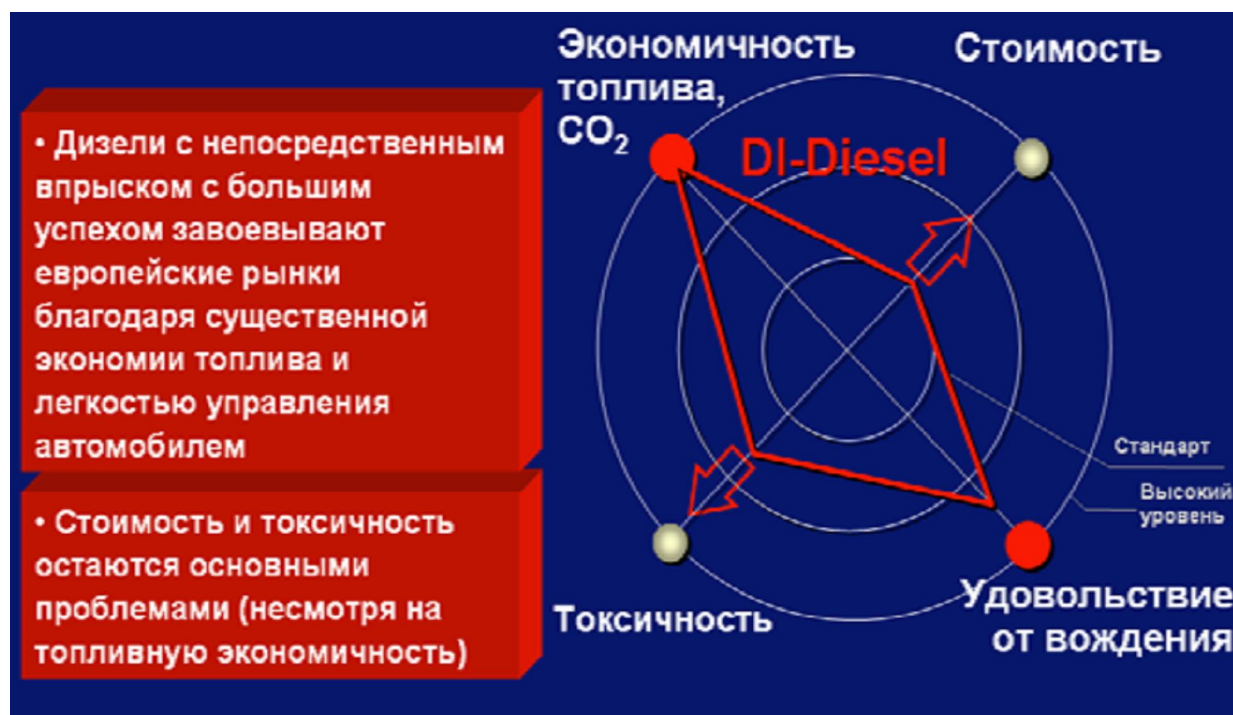 • Дизели с непосредственным
впрыском с большим
успехом завоевывают
европейские рынки
благодаря существенной
экономии топлива и
легкостью управления
автомобилем
• Стоимость и токсичность
остаются основными
проблемами (несмотря на
топливную экономичность)
Экономичность
топлива,
CO₂
Стоимость
DI-Diesel
Стандарт
Высокий
уровень
Токсичность
Удовольствие
от вождения